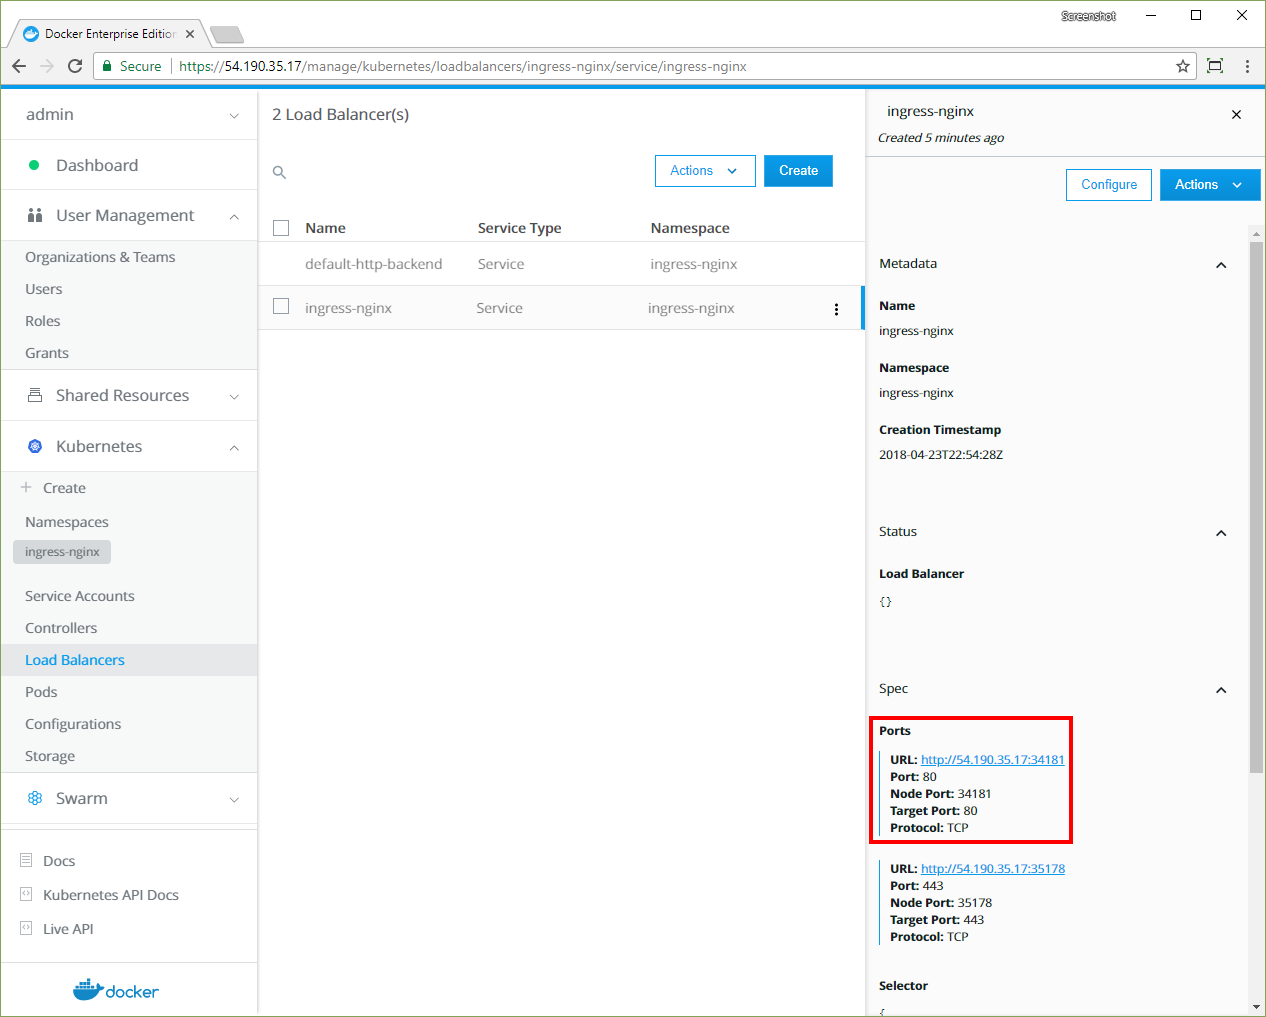 Screenshot
Docker Enterprise Edition
Secure
https://54.190.35.17/manage/kubernetes/loadbalancers/ingress-nginx/service/ingress-nginx
admin
Dashboard
User Management
Organizations & Teams
Users
Roles
Grants
Shared Resources
Kubernetes
Create
Namespaces
ingress-nginx
Service Accounts
Controllers
Load Balancers
Pods
Configurations
Storage
Swarm
Docs
Kubernetes API Docs
Live API
docker
2 Load Balancer(s)
Actions Create
Name Service Type Namespace
default-http-backend Service ingress-nginx
ingress-nginx Service ingress-nginx
ingress-nginx
Created 5 minutes ago
Configure Actions
Metadata
Name
ingress-nginx
Namespace
ingress-nginx
Creation Timestamp
2018-04-23T22:54:28Z
Status
Load Balancer
{}
Spec
Ports
URL: http://54.190.35.17:34181
Port: 80
Node Port: 34181
Target Port: 80
Protocol: TCP
URL: http://54.190.35.17:35178
Port: 443
Node Port: 35178
Target Port: 443
Protocol: TCP
Selector
{